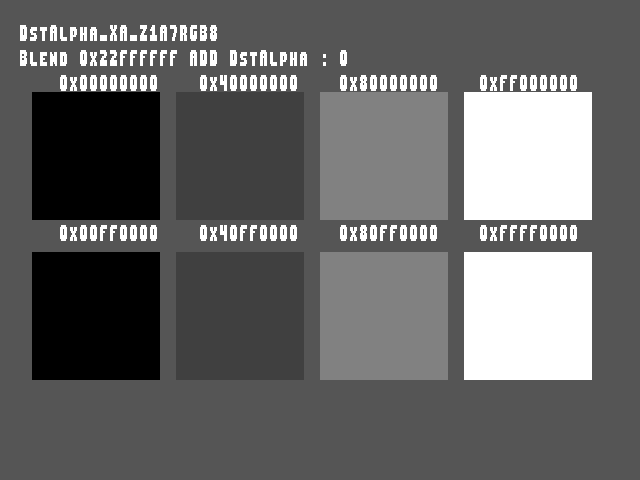 DstAlpha_XA_Z1A7RGB8
Blend 0x22ffffff ADD DstAlpha : 0
0x00000000 0x40000000 0x80000000 0xff000000
0x00ff0000 0x40ff0000 0x80ff0000 0xffff0000